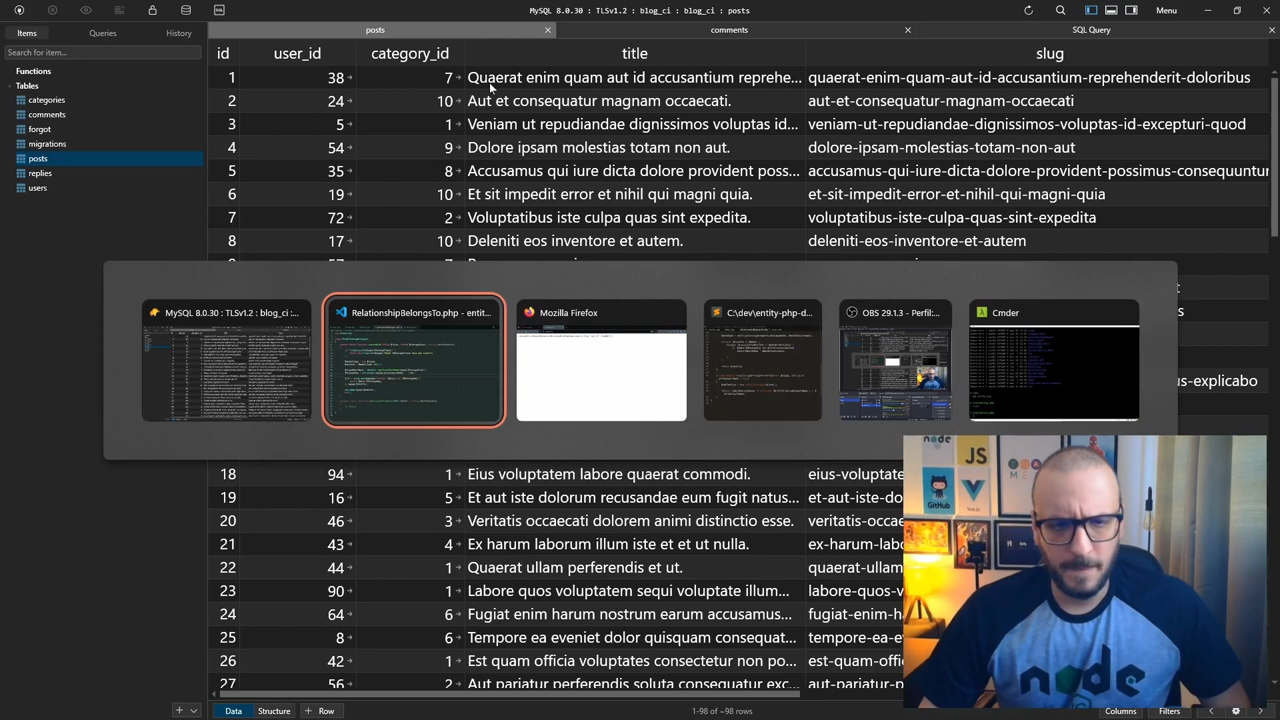 MySQL 8.0.30 : TLSv1.2 : blog_ci : blog_ci : posts
Menu
Items
Queries
History
posts
comments
SQL Query
Search for item...
Functions
Tables
categories
comments
forgot
migrations
posts
replies
users
id user_id category_id title slug
1 38 7 Quaerat enim quam aut id accusantium reprehe... quaerat-enim-quam-aut-id-accusantium-reprehenderit-doloribus
2 24 10 Aut et consequatur magnam occaecati. aut-et-consequatur-magnam-occaecati
3 5 1 Veniam ut repudiandae dignissimos voluptas id... veniam-ut-repudiandae-dignissimos-voluptas-id-excepturi-quod
4 54 9 Dolore ipsam molestias totam non aut. dolore-ipsam-molestias-totam-non-aut
5 35 8 Accusamus qui iure dicta dolore provident poss... accusamus-qui-iure-dicta-dolore-provident-possimus-consequuntur
6 19 10 Et sit impedit error et nihil qui magni quia. et-sit-impedit-error-et-nihil-qui-magni-quia
7 72 2 Voluptatibus iste culpa quas sint expedita. voluptatibus-iste-culpa-quas-sint-expedita
8 17 10 Deleniti eos inventore et autem. deleniti-eos-inventore-et-autem
MySQL 8.0.30 : TLSv1.2 : blog_ci :...
RelationshipBelongsTo.php - entit...
Mozilla Firefox
C:\dev\entity-php-d...
OBS 29.1.3 - Perfil:...
Cmder
us-explicabo
18 94 1 Eius voluptatem labore quaerat commodi. eius-voluptate
19 16 5 Et aut iste dolorum recusandae eum fugit natus... et-aut-iste-dolo
20 46 3 Veritatis occaecati dolorem animi distinctio esse. veritatis-occaec
21 43 4 Ex harum laborum illum iste et et ut nulla. ex-harum-labo
22 44 1 Quaerat ullam perferendis et ut. quaerat-ullam-
23 90 1 Labore quos voluptatem sequi voluptate illum... labore-quos-vo
24 64 6 Fugiat enim harum nostrum earum accusamus... fugiat-enim-ha
25 8 6 Tempore ea eveniet dolor quisquam consequat... tempore-ea-eve
26 42 1 Est quam officia voluptates consectetur non po... est-quam-offici
27 56 2 Aut pariatur perferendis soluta consequatur exc... aut-pariatur-pe
Data
Structure
+ Row
1-98 of ~98 rows
Columns
Filters
node
JS
GitHub
Vue.js
node